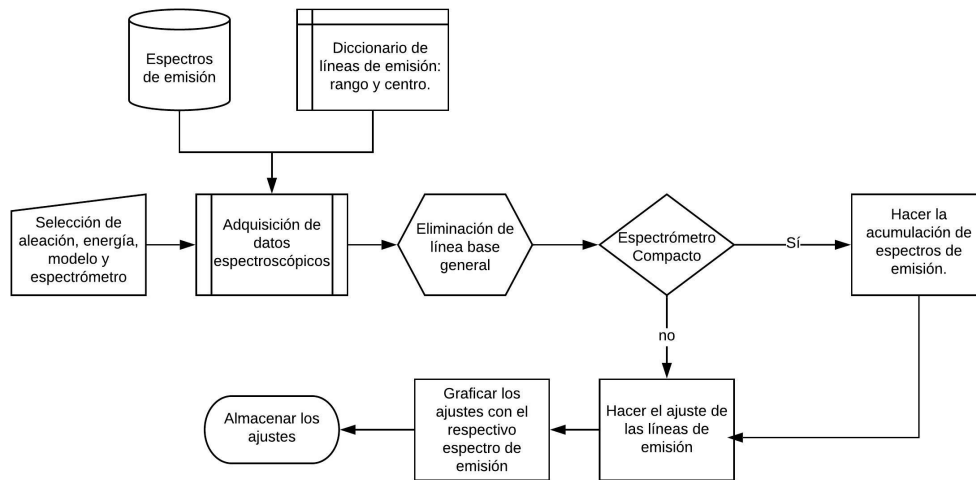 Espectros
de emisión
Diccionario de
líneas de emisión:
rango y centro.
Selección de
aleación, energía,
modelo y
espectrómetro
Adquisición de
datos
espectroscópicos
Eliminación de
línea base
general
Espectrómetro
Compacto
Sí
Hacer la
acumulación de
espectros de
emisión.
no
Hacer el ajuste de
las líneas de
emisión
Graficar los
ajustes con el
respectivo
espectro de
emisión
Almacenar los
ajustes